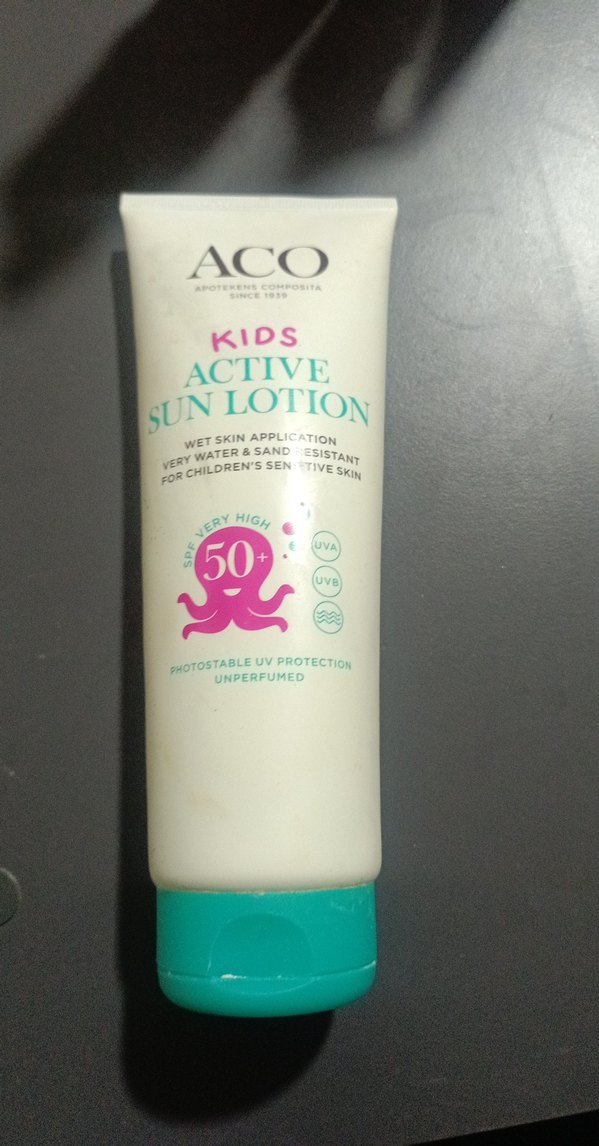 ACO
APOTEKENS COMPOSITA
SINCE 1939
KIDS
ACTIVE
SUN LOTION
WET SKIN APPLICATION
VERY WATER & SAND RESISTANT
FOR CHILDREN'S SENSITIVE SKIN
SPF VERY HIGH
50+
UVA
UVB
PHOTOSTABLE UV PROTECTION
UNPERFUMED